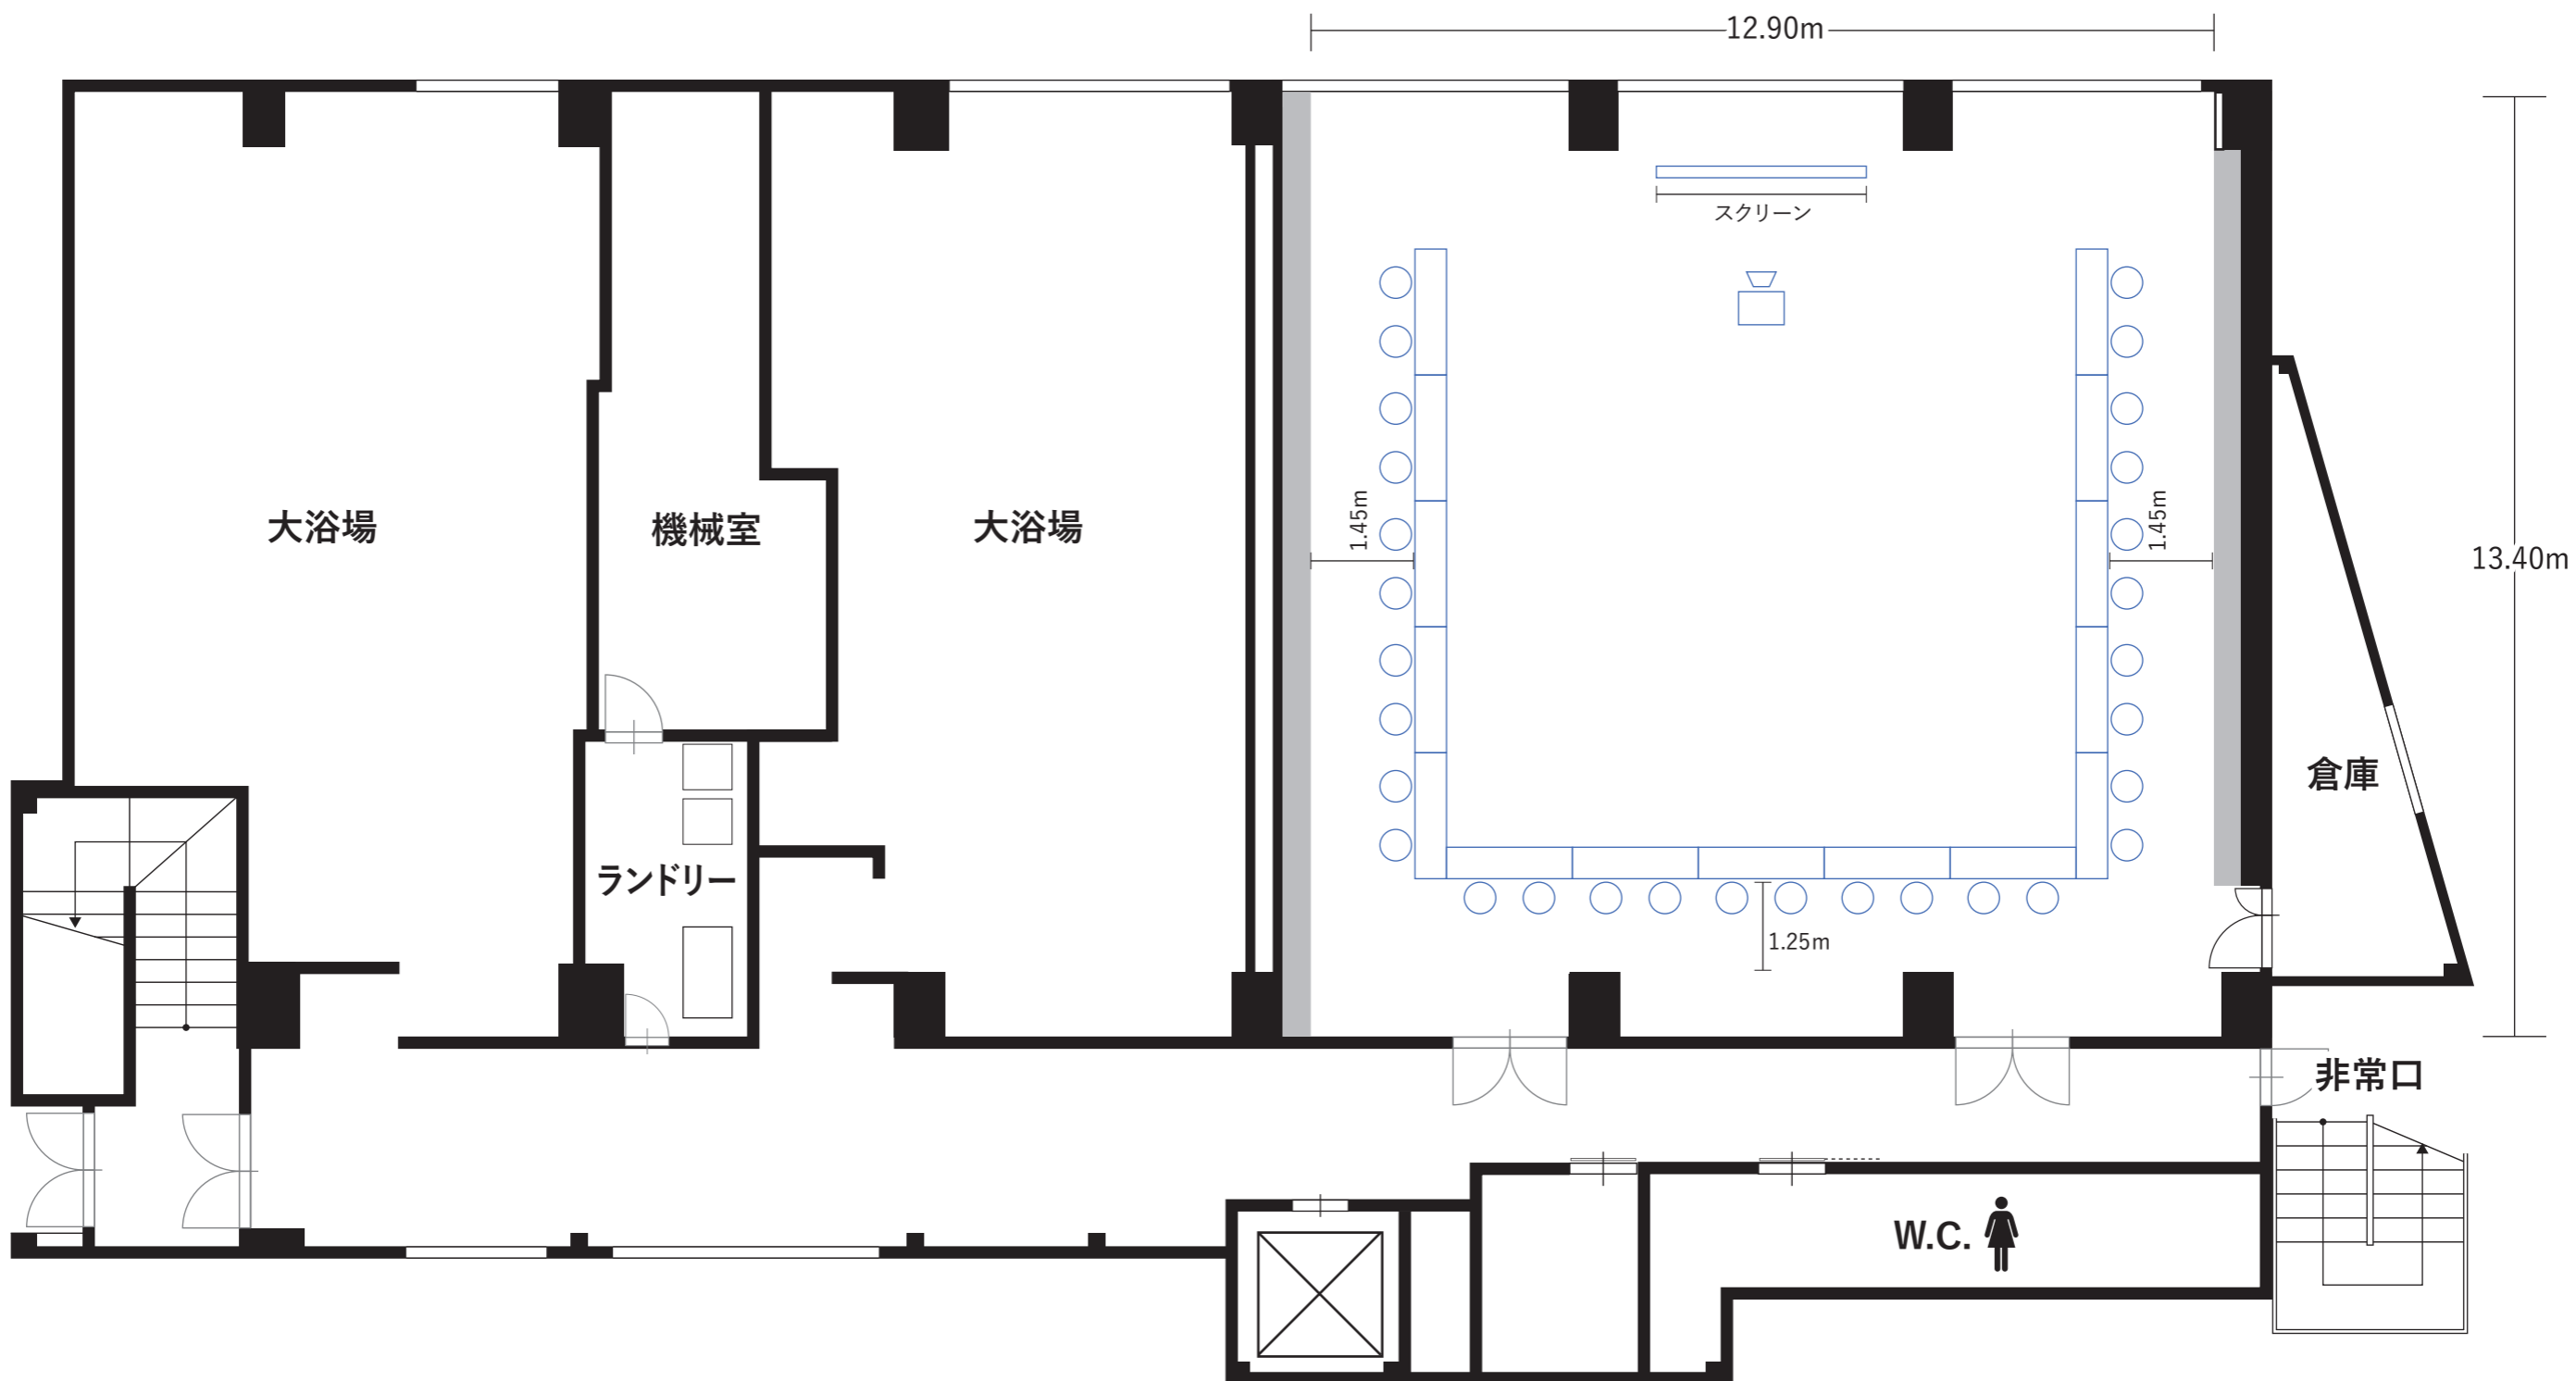 12.90m
スクリーン
大浴場
機械室
大浴場
1.45m
1.45m
13.40m
倉庫
ランドリー
1.25m
非常口
W.C.